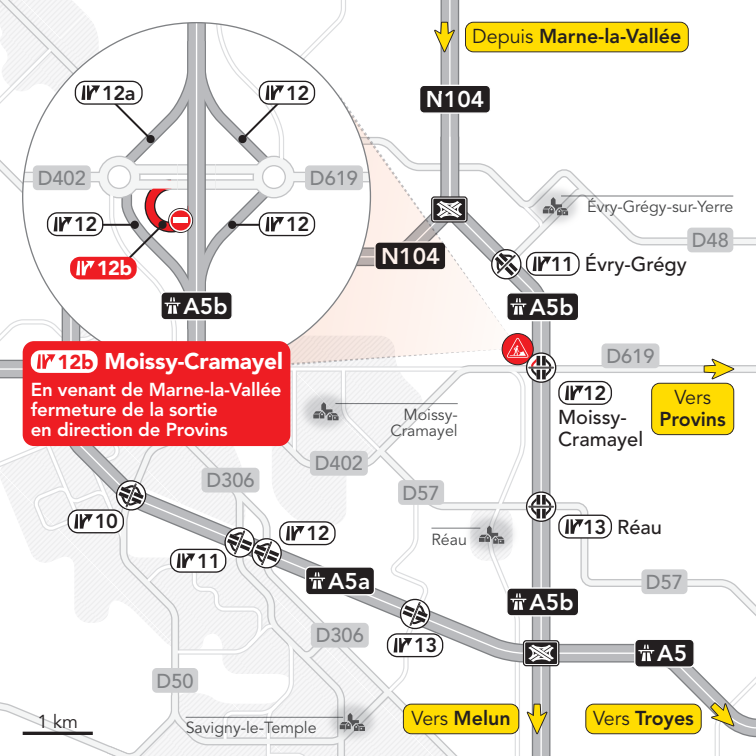 Depuis Marne-la-Vallée
12a
12
N104
D402
D619
Évry-Grégy-sur-Yerre
12
12
D48
N104
12b
11 Évry-Grégy
A5b
A5b
12b Moissy-Cramayel
En venant de Marne-la-Vallée
fermeture de la sortie
en direction de Provins
D619
12
Moissy-
Cramayel
Vers
Provins
Moissy-
Cramayel
D402
D306
D57
10
12
11
13 Réau
Réau
A5a
D57
A5b
D306
13
A5
D50
1 km
Savigny-le-Temple
Vers Melun
Vers Troyes